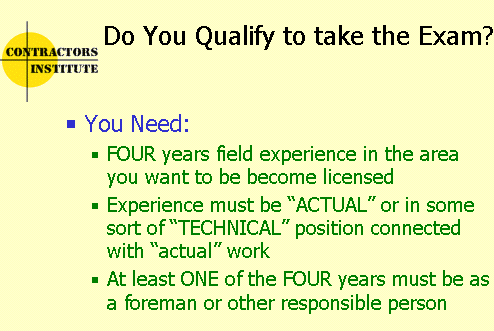 CONTRACTORS
INSTITUTE
Do You Qualify to take the Exam?
You Need:
FOUR years field experience in the area
you want to be become licensed
Experience must be “ACTUAL” or in some
sort of “TECHNICAL” position connected
with “actual” work
At least ONE of the FOUR years must be as
a foreman or other responsible person